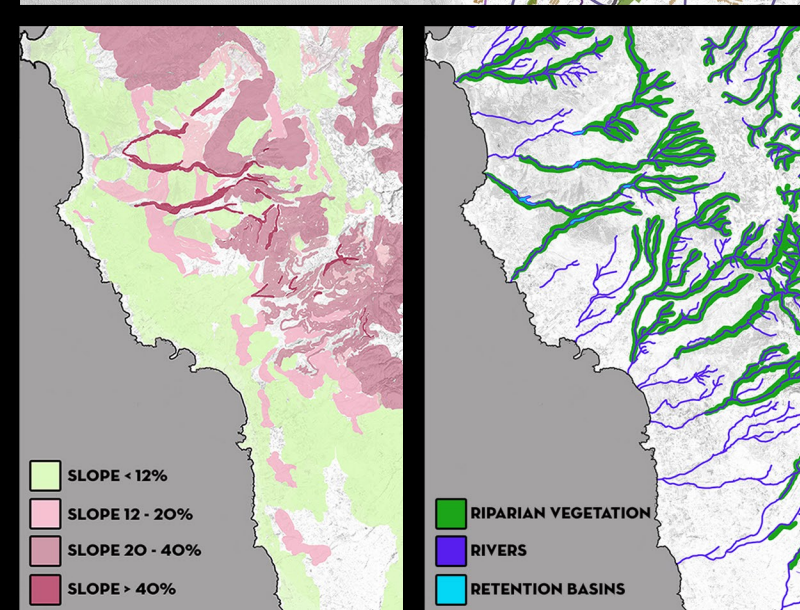 SLOPE < 12%
SLOPE 12 - 20%
SLOPE 20 - 40%
SLOPE > 40%
RIPARIAN VEGETATION
RIVERS
RETENTION BASINS